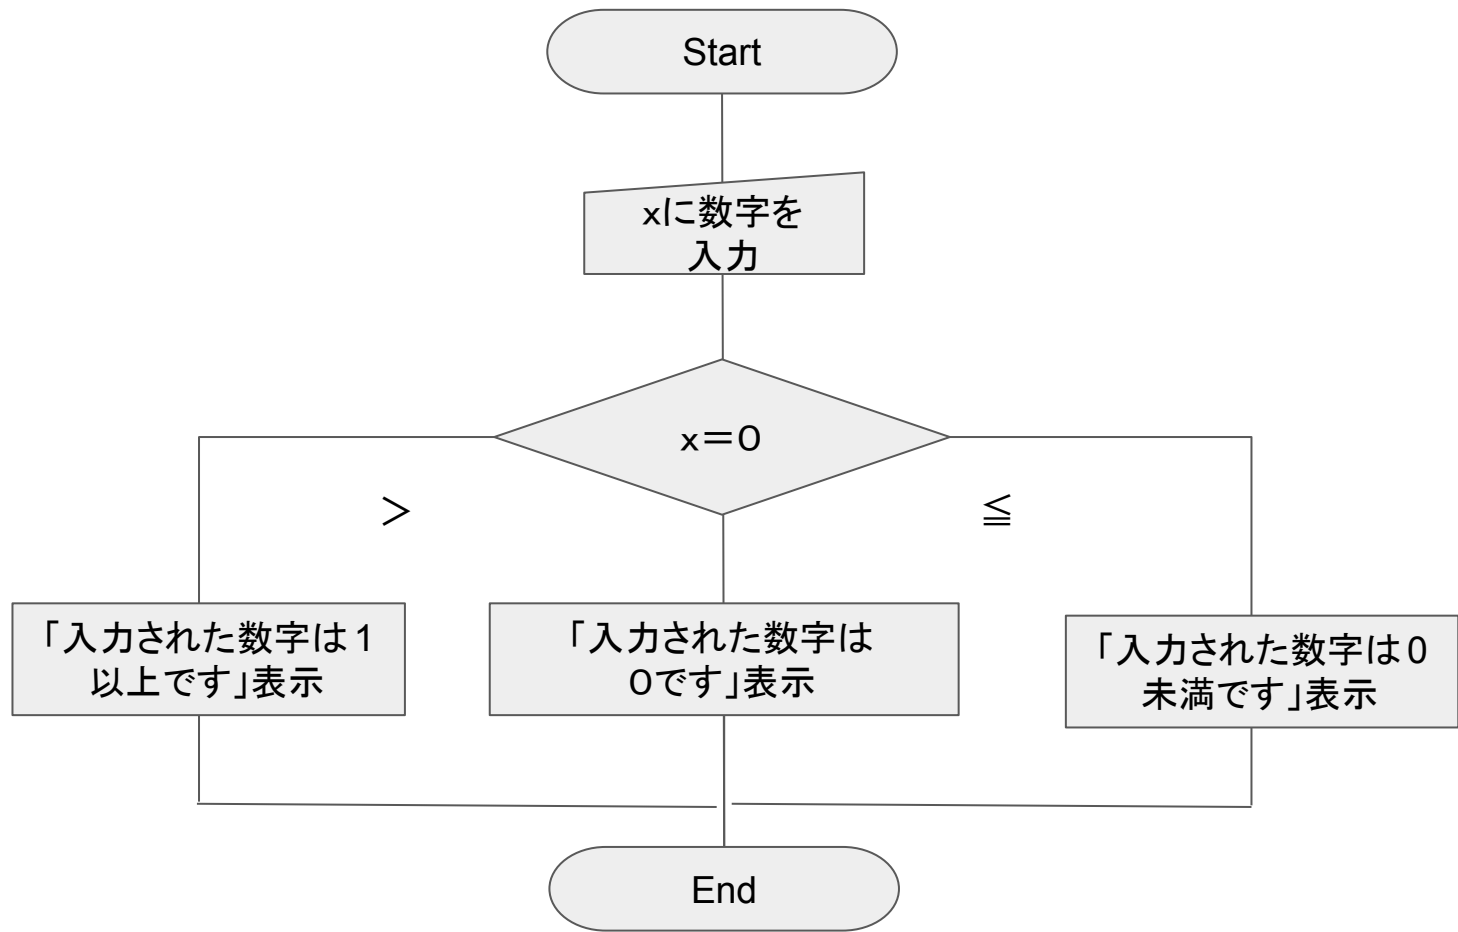 Start
xに数字を
入力
x＝0
＞
≦
「入力された数字は1
以上です」表示
「入力された数字は
0です」表示
「入力された数字は0
未満です」表示
End